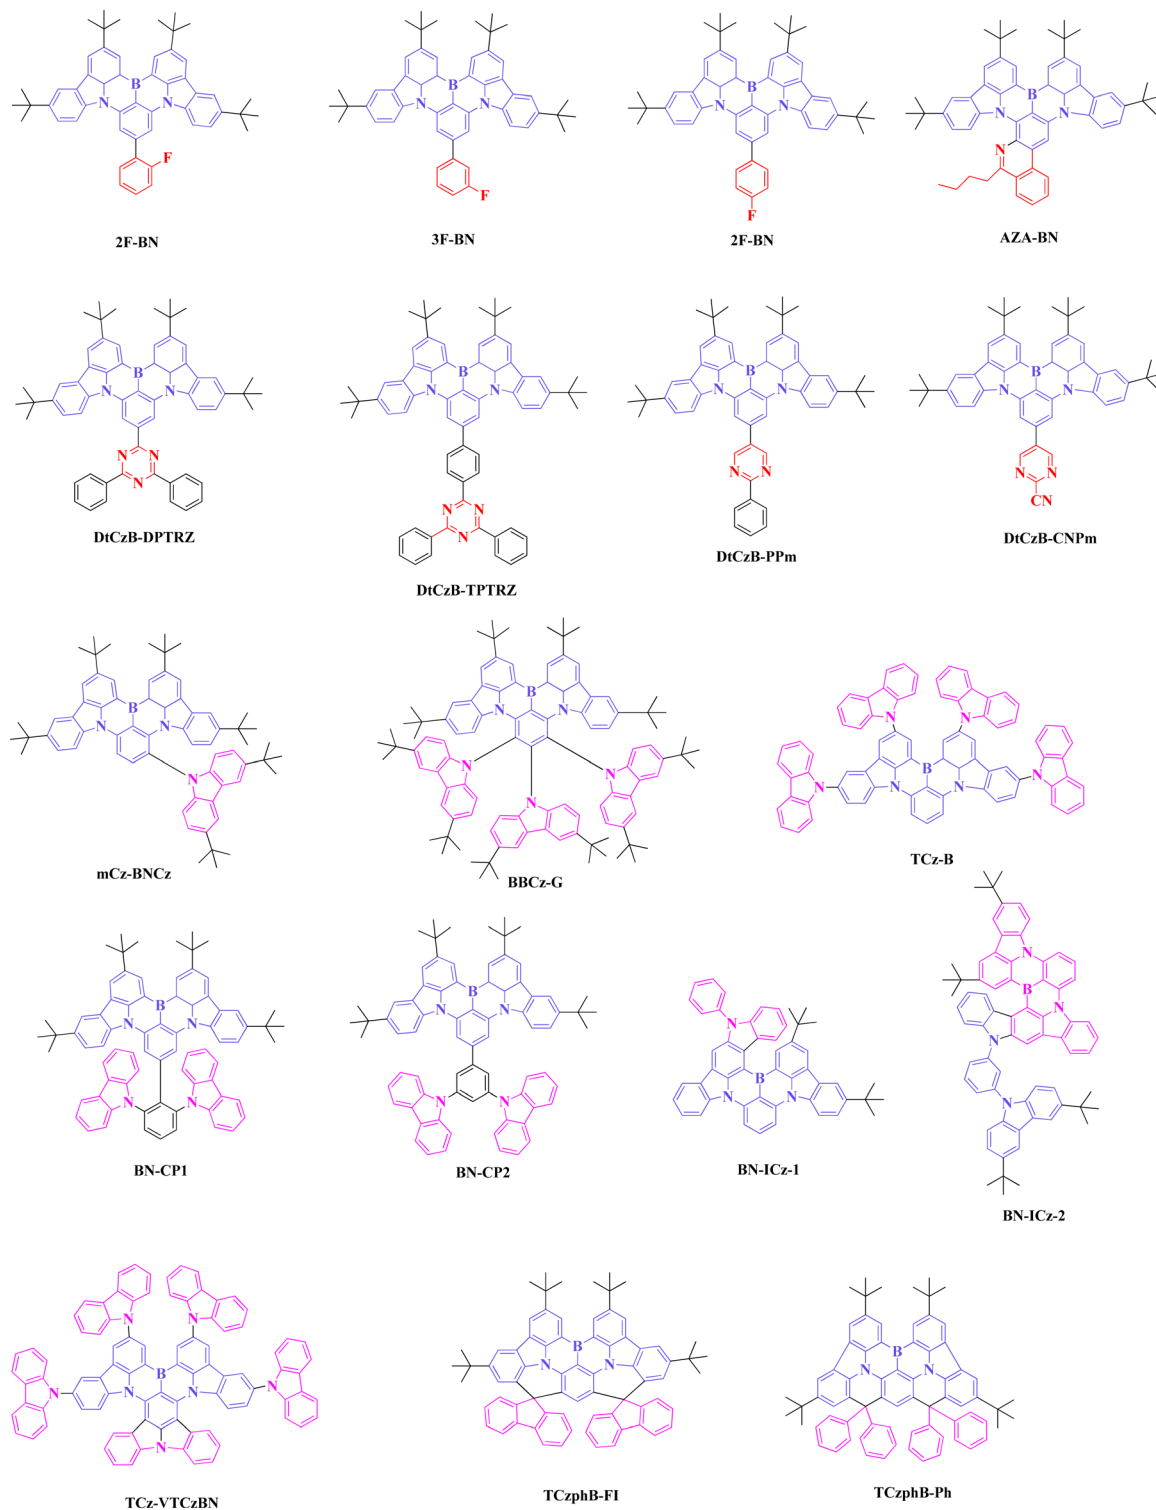 B
N N
F
2F-BN
B
N N
F
3F-BN
B
N N
F
2F-BN
B
N N
N
AZA-BN
B
N N
N N
N
DtCzB-DPTRZ
B
N N
N N
N
DtCzB-TPTRZ
B
N N
N N
DtCzB-PPm
B
N N
N N
CN
DtCzB-CNPm
B
N N
N
mCz-BNCz
B
N N
N N
N
BBCz-G
N N
N B N
N N
TCz-B
B
N N
N N
BN-CP1
B
N N
N N
BN-CP2
N
B
N N
BN-ICz-1
N
B
N
N
N
BN-ICz-2
N N
B
N N N N
N
TCz-VTCzBN
B
N N
TCzphB-FI
B
N N
TCzphB-Ph